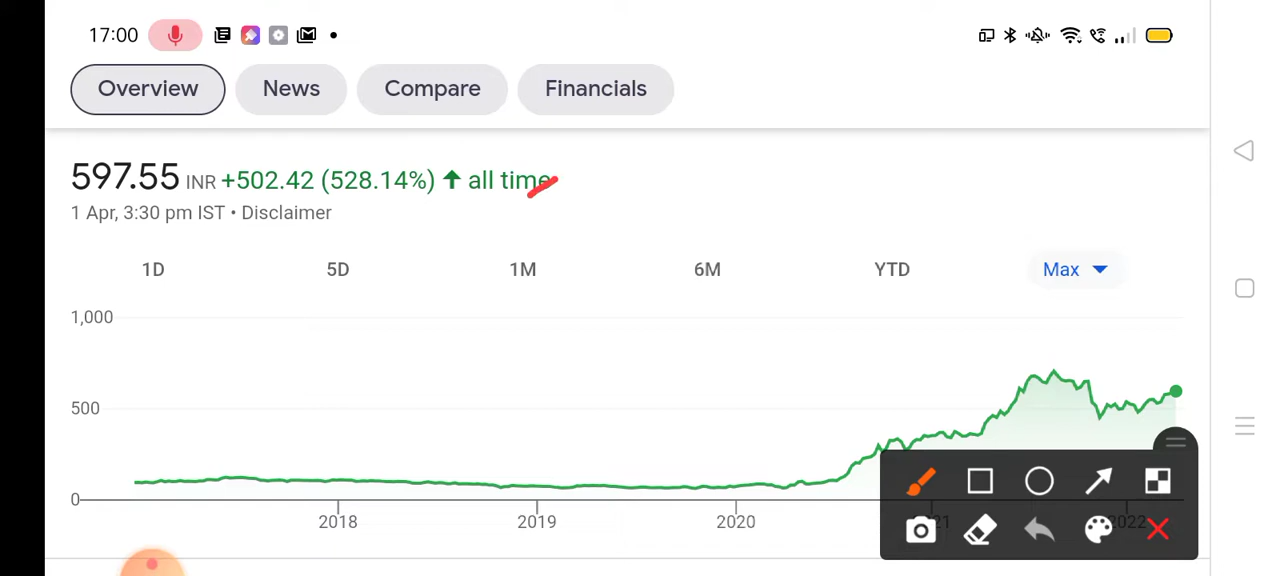 17:00
Overview News Compare Financials
597.55 INR +502.42 (528.14%) ↑ all time
1 Apr, 3:30 pm IST • Disclaimer
1D 5D 1M 6M YTD Max
1,000
500
0
2018 2019 2020 2022